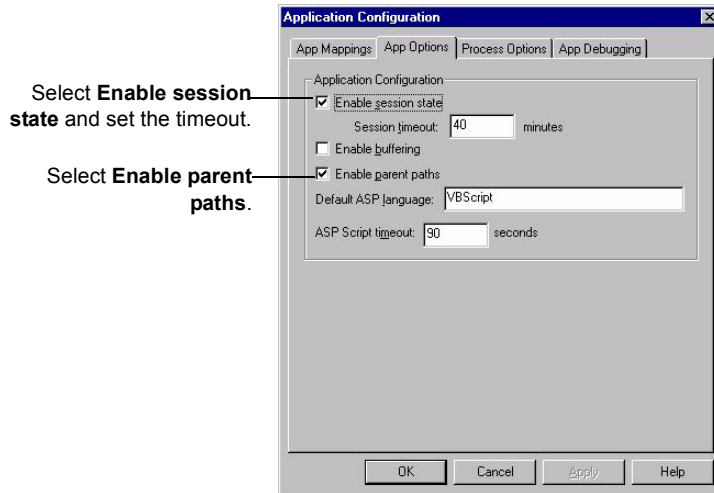 Application Configuration
App Mappings App Options Process Options App Debugging
Application Configuration
Select Enable session
state and set the timeout.
Enable session state
Session timeout: 40 minutes
Enable buffering
Select Enable parent
paths.
Enable parent paths
Default ASP language: VBScript
ASP Script timeout: 90 seconds
OK Cancel Apply Help